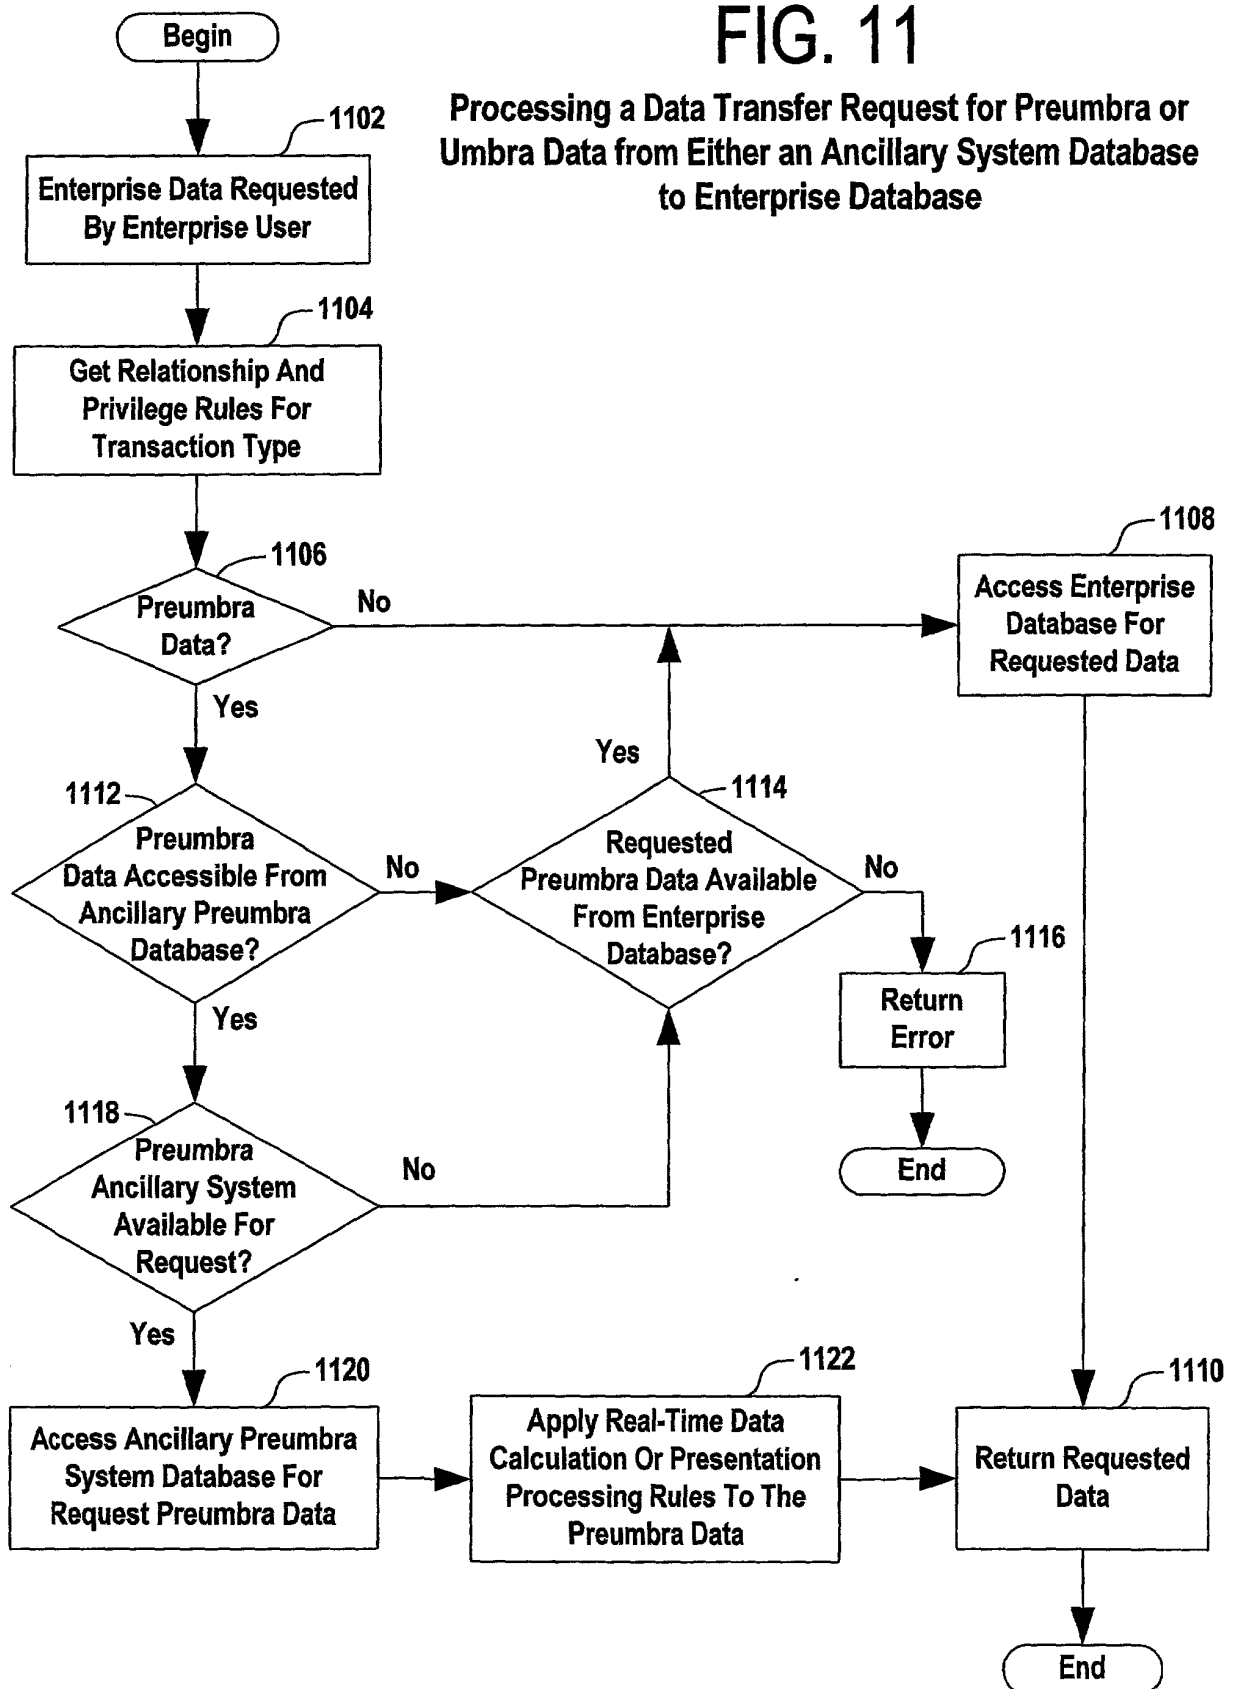 FIG. 11
Processing a Data Transfer Request for Preumbra or
Umbra Data from Either an Ancillary System Database
to Enterprise Database
Begin
1102
Enterprise Data Requested
By Enterprise User
1104
Get Relationship And
Privilege Rules For
Transaction Type
1106
Preumbra
Data?
No
Yes
1108
Access Enterprise
Database For
Requested Data
1112
Preumbra
Data Accessible From
Ancillary Preumbra
Database?
No
Yes
1114
Requested
Preumbra Data Available
From Enterprise
Database?
Yes
No
1116
Return
Error
End
1118
Preumbra
Ancillary System
Available For
Request?
No
Yes
1120
Access Ancillary Preumbra
System Database For
Request Preumbra Data
1122
Apply Real-Time Data
Calculation Or Presentation
Processing Rules To The
Preumbra Data
1110
Return Requested
Data
End